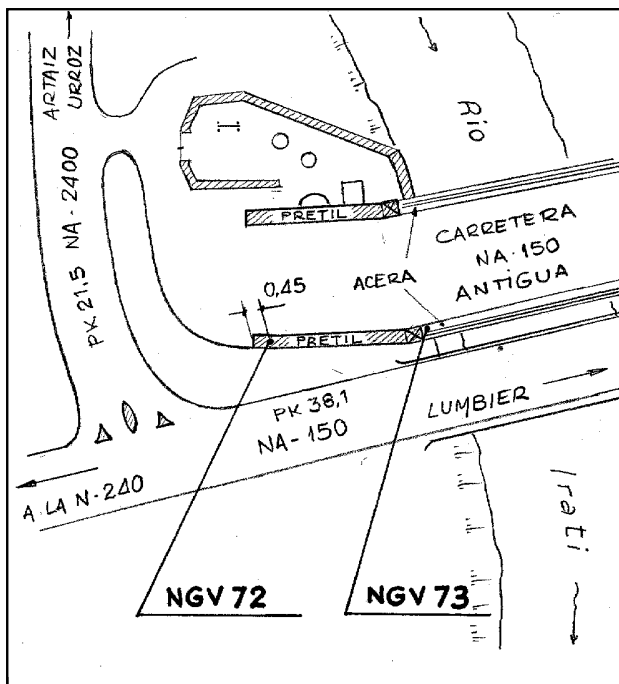 ARTAIZ
URROZ
PK 21,5 NA-2400
Rio
PRETIL
CARRETERA
NA-150
ANTIGUA
ACERA
0,45
PRETIL
PK 38,1
NA-150
LUMBIER
A LA N-240
Irati
NGV 72
NGV 73